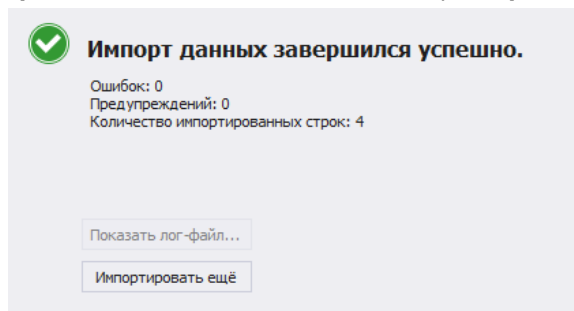 Импорт данных завершился успешно.
Ошибок: 0
Предупреждений: 0
Количество импортированных строк: 4
Показать лог-файл...
Импортировать ещё